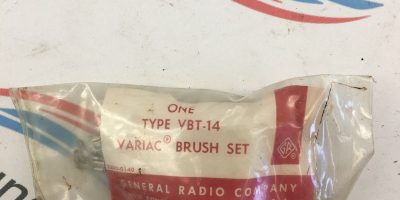 ONE
TYPE VBT-14
VARIAC® BRUSH SET
GENERAL RADIO COMPANY